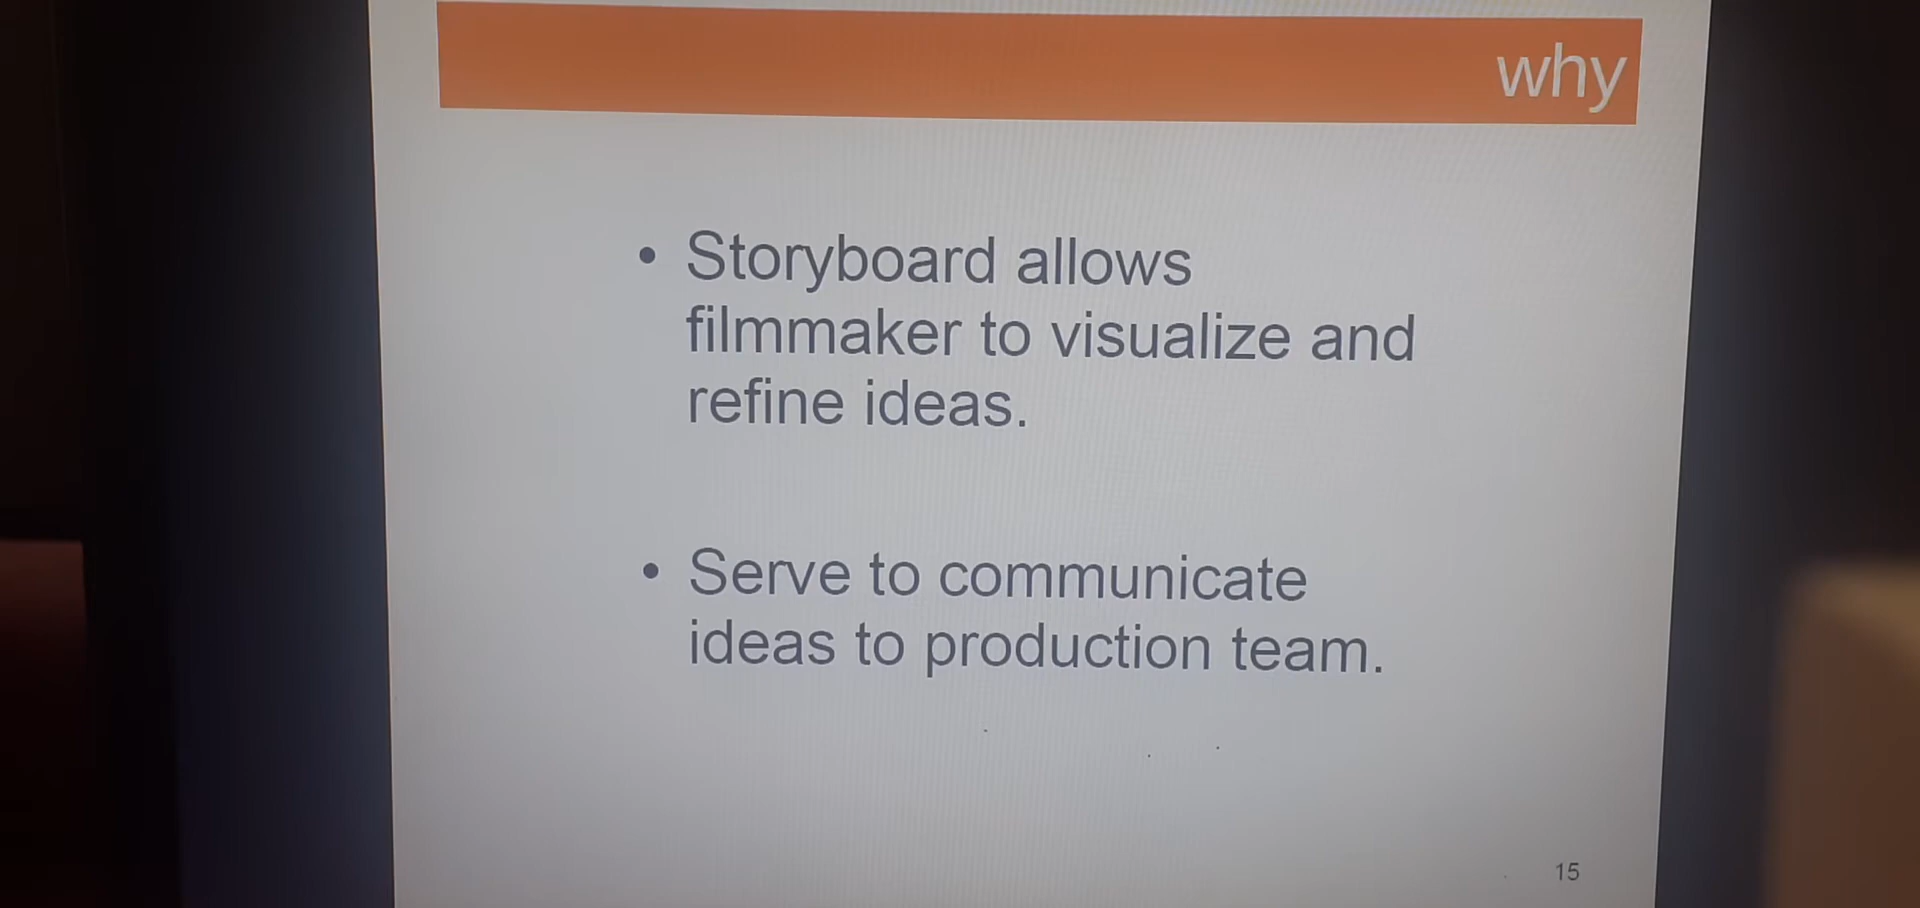 why
• Storyboard allows
filmmaker to visualize and
refine ideas.
• Serve to communicate
ideas to production team.
15